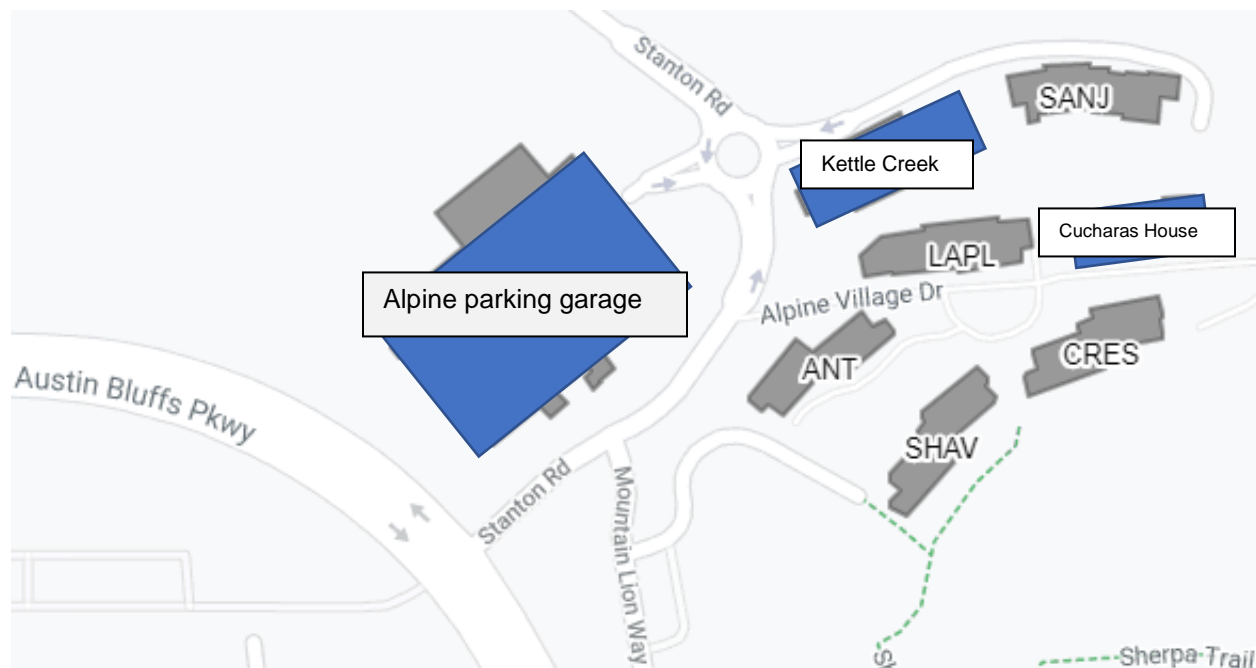 Stanton Rd
SANJ
Kettle Creek
Cucharas House
LAPL
Alpine parking garage
Alpine Village Dr
CRES
ANT
Austin Bluffs Pkwy
SHAV
Stanton Rd
Mountain Lion Way
Sherpa Trail